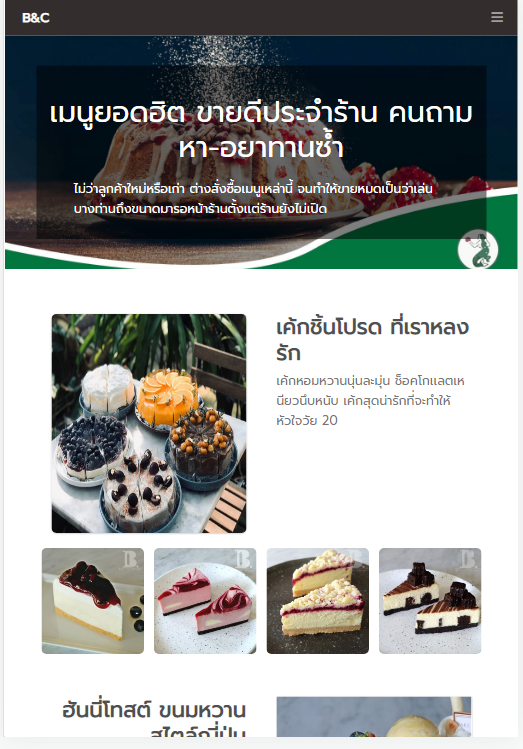 B&C
เมนูยอดฮิต ขายดีประจำร้าน คนถาม
หา-อยากทานซ้ำ
ไม่ว่าลูกค้าใหม่หรือเก่า ต่างสั่งซื้อเมนูเหล่านี้ จนทำให้ขายหมดเป็นว่าเล่น
บางท่านถึงขนาดมารอหน้าร้านตั้งแต่ร้านยังไม่เปิด
เค้กชิ้นโปรด ที่เราหลง
รัก
เค้กหอมหวานนุ่นละมุ่น ช็อคโกแลตเห
นียวนึบหนับ เค้กสุดน่ารักที่จะทำให้
หัวใจวัย 20
B.
B.
B.
B.
ฮันนี่โทสต์ ขนมหวาน
สไตล์ญี่ปุ่น